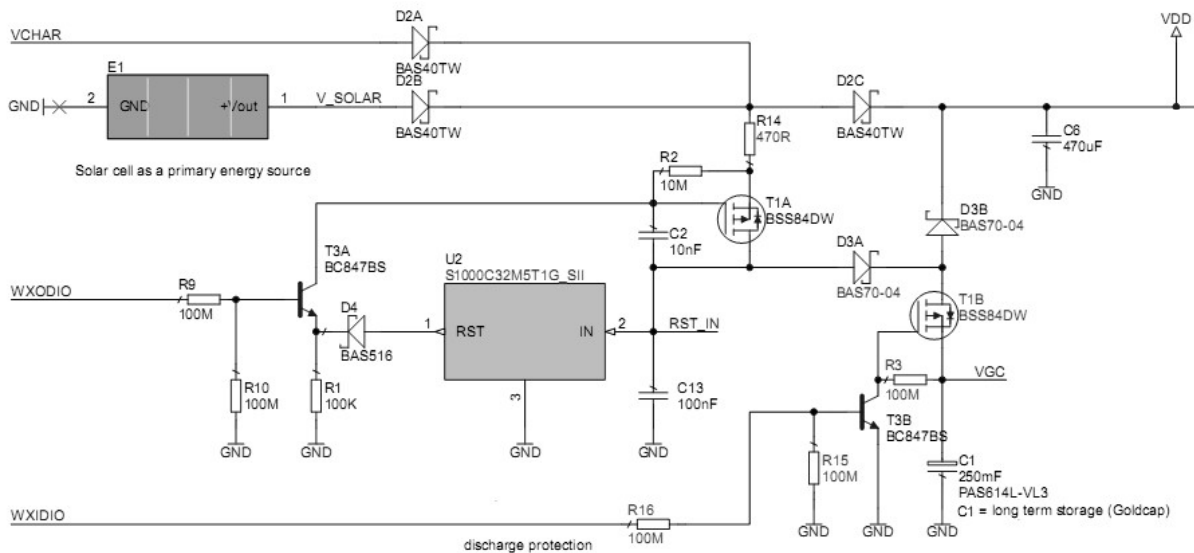 D2A
VDD
VCHAR
BAS40TW
E1
D2B
D2C
GND
2
GND
+Vout
1
V_SOLAR
BAS40TW
BAS40TW
R14
470R
C6
470uF
Solar cell as a primary energy source
R2
10M
GND
T1A
BSS84DW
D3B
BAS70-04
C2
10nF
T3A
BC847BS
U2
S1000C32M5T1G_SII
D3A
BAS70-04
WXODIO
R9
100M
D4
BAS516
1
RST
IN
2
RST_IN
T1B
BSS84DW
R10
100M
R1
100K
3
C13
100nF
R3
100M
VGC
T3B
BC847BS
GND
GND
GND
GND
R15
100M
C1
250mF
PAS614L-VL3
C1 = long term storage (Goldcap)
WXIDIO
R16
100M
GND
GND
GND
discharge protection